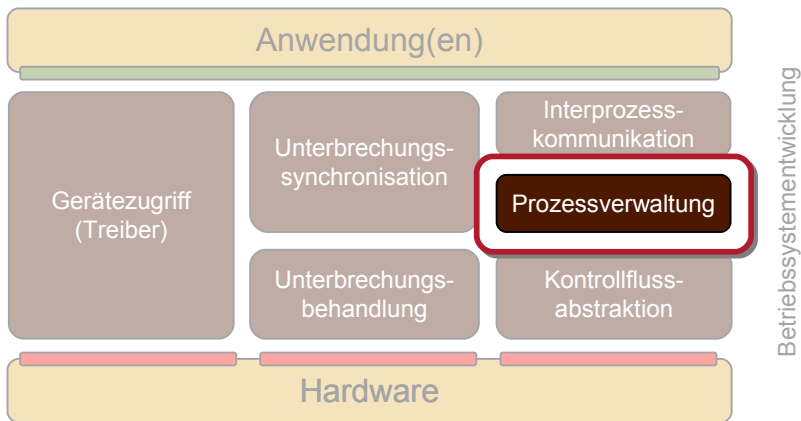 Anwendung(en)
Gerätezugriff
(Treiber)
Unterbrechungs-
synchronisation
Interprozess-
kommunikation
Prozessverwaltung
Unterbrechungs-
behandlung
Kontrollfluss-
abstraktion
Hardware
Betriebssystementwicklung